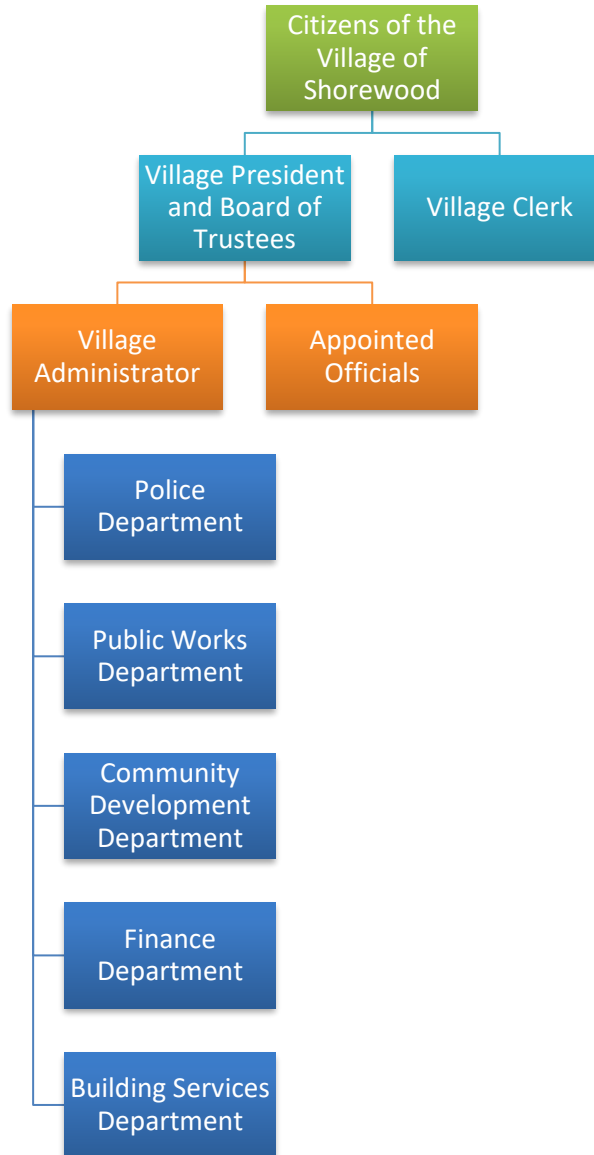 Citizens of the
Village of
Shorewood
Village President
and Board of
Trustees
Village Clerk
Village
Administrator
Appointed
Officials
Police
Department
Public Works
Department
Community
Development
Department
Finance
Department
Building Services
Department